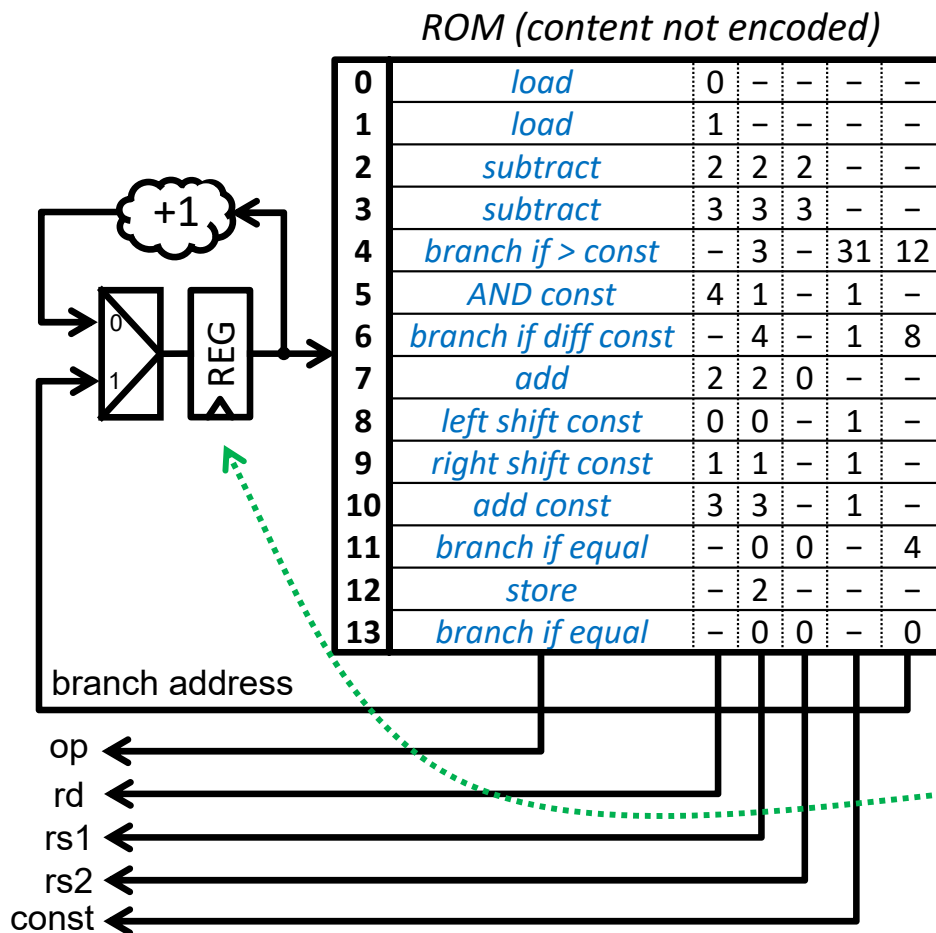 ROM (content not encoded)
0 load 0 – – – –
1 load 1 – – – –
2 subtract 2 2 2 – –
3 subtract 3 3 3 – –
4 branch if > const – 3 – 31 12
5 AND const 4 1 – 1 –
6 branch if diff const – 4 – 1 8
7 add 2 2 0 – –
8 left shift const 0 0 – 1 –
9 right shift const 1 1 – 1 –
10 add const 3 3 – 1 –
11 branch if equal – 0 0 – 4
12 store – 2 – – –
13 branch if equal – 0 0 – 0
+1
0
1
REG
branch address
op
rd
rs1
rs2
const